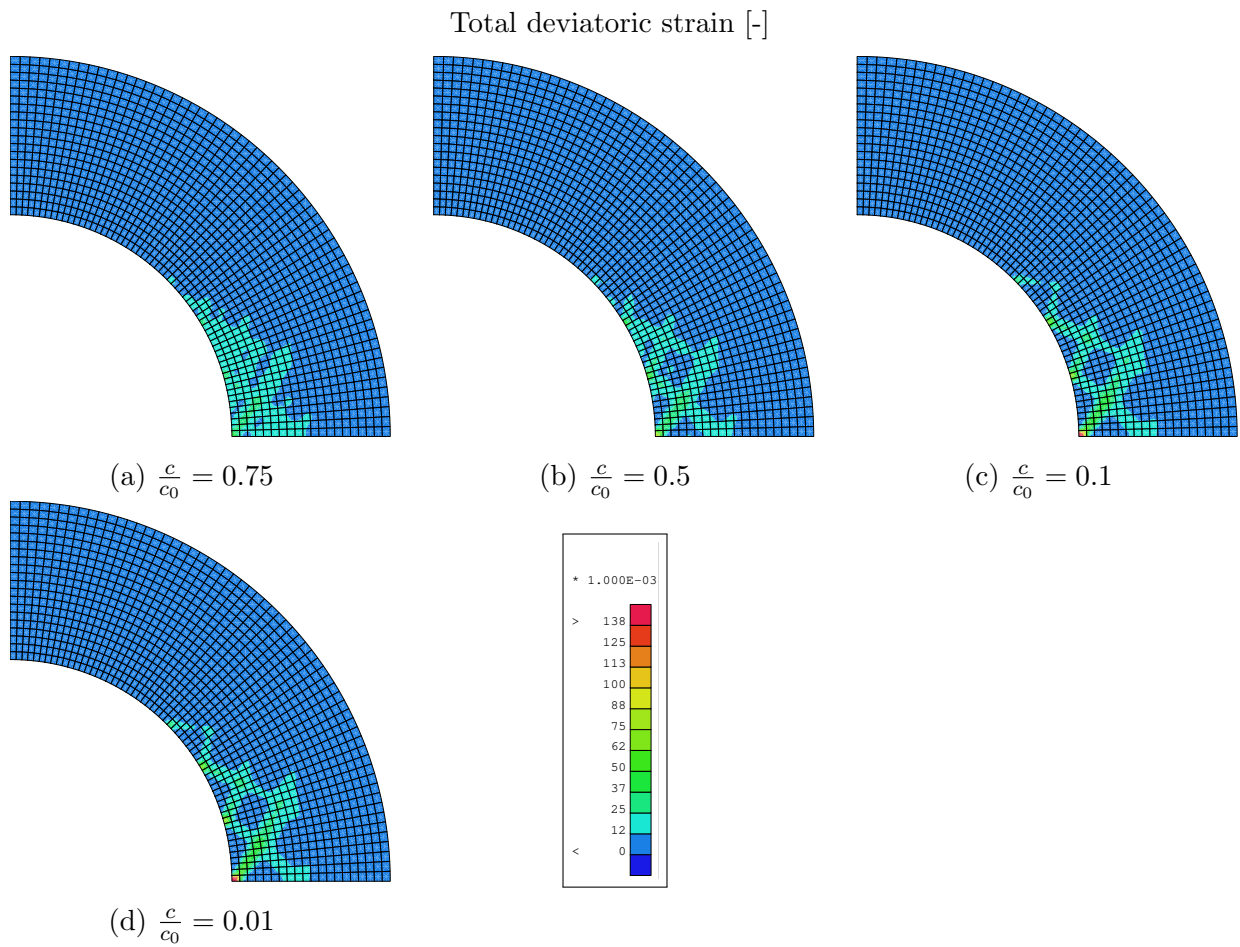 Total deviatoric strain [-]
(a) c/c₀ = 0.75
(b) c/c₀ = 0.5
(c) c/c₀ = 0.1
* 1.000E-03
> 138
125
113
100
88
75
62
50
37
25
12
< 0
(d) c/c₀ = 0.01